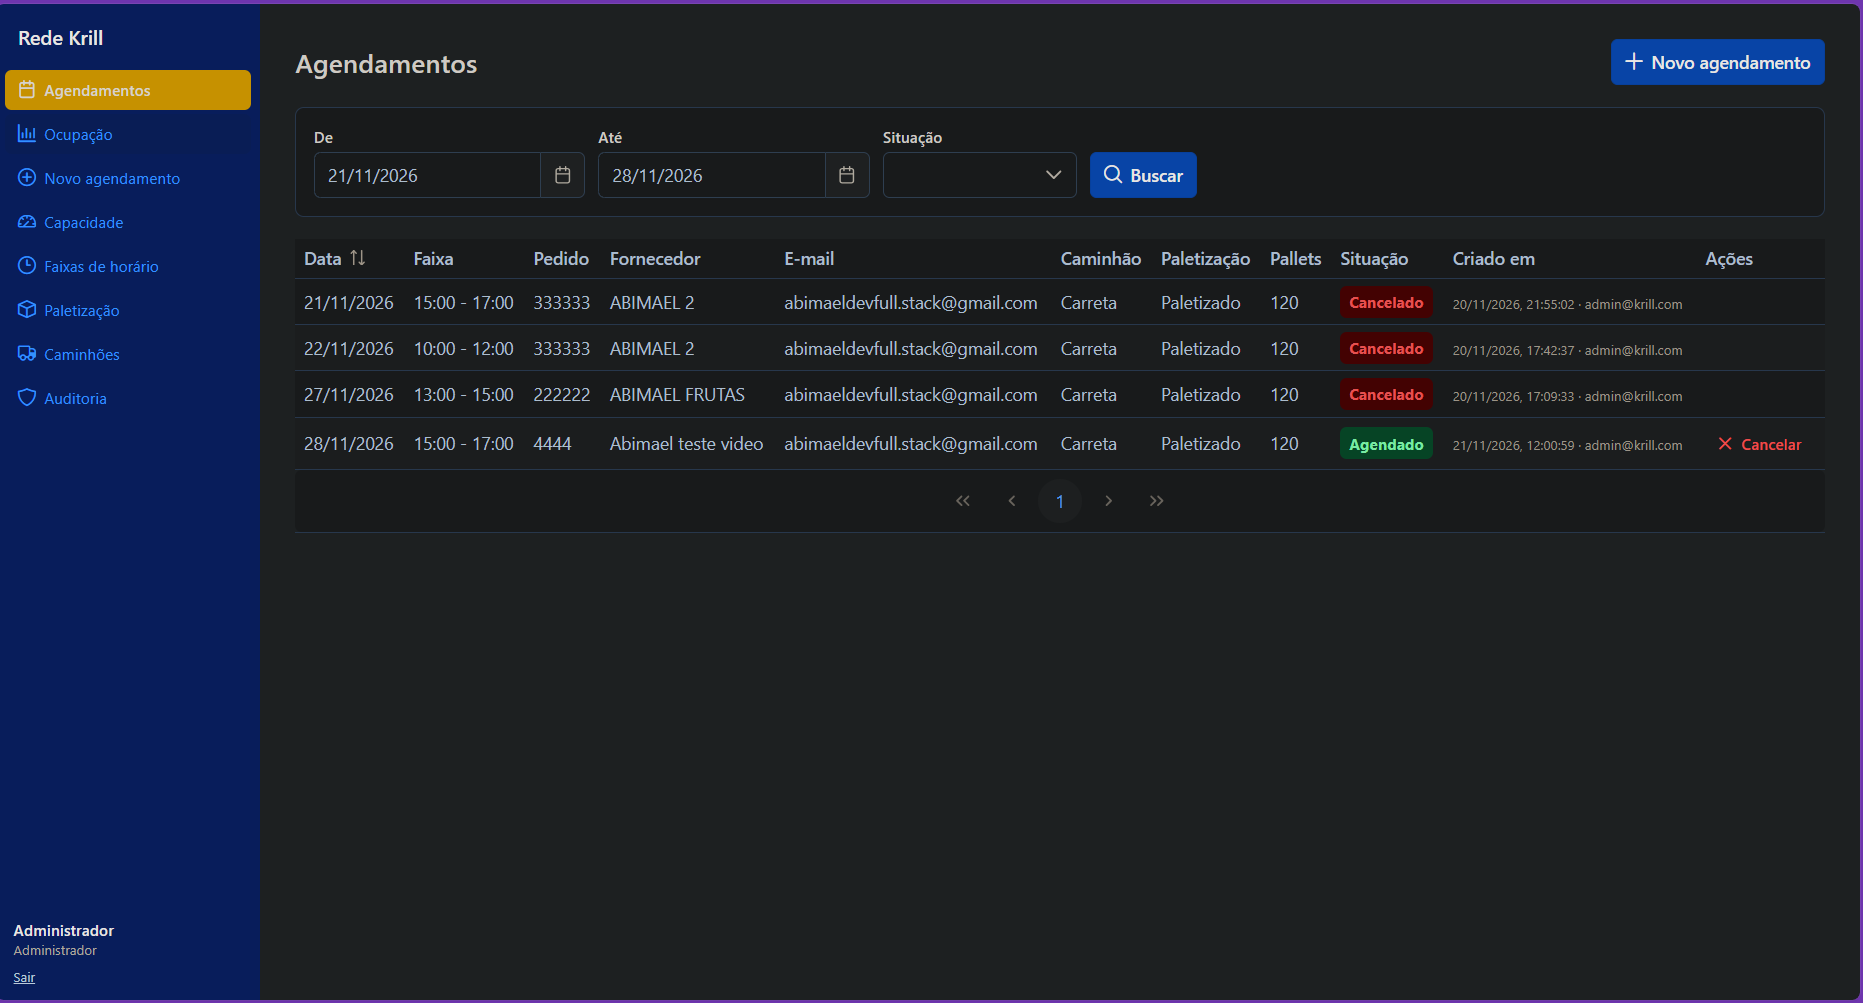 Rede Krill
Agendamentos
Ocupação
Novo agendamento
Capacidade
Faixas de horário
Paletização
Caminhões
Auditoria
Administrador
Administrador
Sair
Agendamentos
Novo agendamento
De Até Situação
21/11/2026 28/11/2026 Buscar
Data Faixa Pedido Fornecedor E-mail Caminhão Paletização Pallets Situação Criado em Ações
21/11/2026 15:00 - 17:00 333333 ABIMAEL 2 abimaeldevfull.stack@gmail.com Carreta Paletizado 120 Cancelado 20/11/2026, 21:55:02 · admin@krill.com
22/11/2026 10:00 - 12:00 333333 ABIMAEL 2 abimaeldevfull.stack@gmail.com Carreta Paletizado 120 Cancelado 20/11/2026, 17:42:37 · admin@krill.com
27/11/2026 13:00 - 15:00 222222 ABIMAEL FRUTAS abimaeldevfull.stack@gmail.com Carreta Paletizado 120 Cancelado 20/11/2026, 17:09:33 · admin@krill.com
28/11/2026 15:00 - 17:00 4444 Abimael teste video abimaeldevfull.stack@gmail.com Carreta Paletizado 120 Agendado 21/11/2026, 12:00:59 · admin@krill.com Cancelar
1